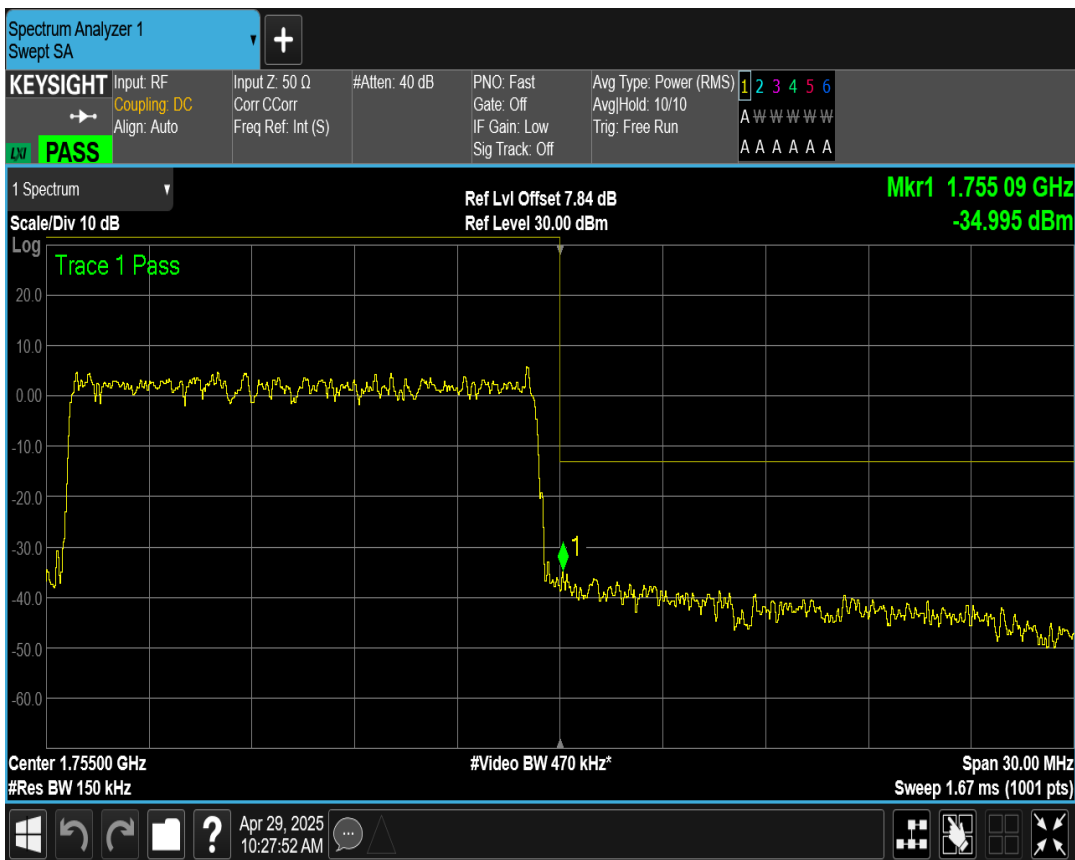 Spectrum Analyzer 1
Swept SA
+
KEYSIGHT
LXI
PASS
Input: RF
Coupling: DC
Align: Auto
Input Z: 50 Ω
Corr CCorr
Freq Ref: Int (S)
#Atten: 40 dB
PNO: Fast
Gate: Off
IF Gain: Low
Sig Track: Off
Avg Type: Power (RMS)
Avg|Hold: 10/10
Trig: Free Run
1 2 3 4 5 6
A W W W W W
A A A A A A
1 Spectrum
Scale/Div 10 dB
Ref Lvl Offset 7.84 dB
Ref Level 30.00 dBm
Mkr1 1.755 09 GHz
-34.995 dBm
Log
Trace 1 Pass
20.0
10.0
0.00
-10.0
-20.0
-30.0
-40.0
-50.0
-60.0
1
Center 1.75500 GHz
#Res BW 150 kHz
#Video BW 470 kHz*
Span 30.00 MHz
Sweep 1.67 ms (1001 pts)
?
Apr 29, 2025
10:27:52 AM